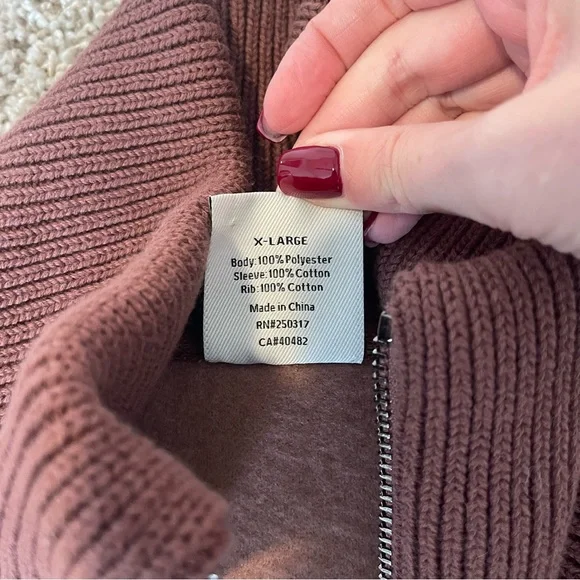 X-LARGE
Body:100% Polyester
Sleeve:100% Cotton
Rib:100% Cotton
Made in China
RN#250317
CA#40482